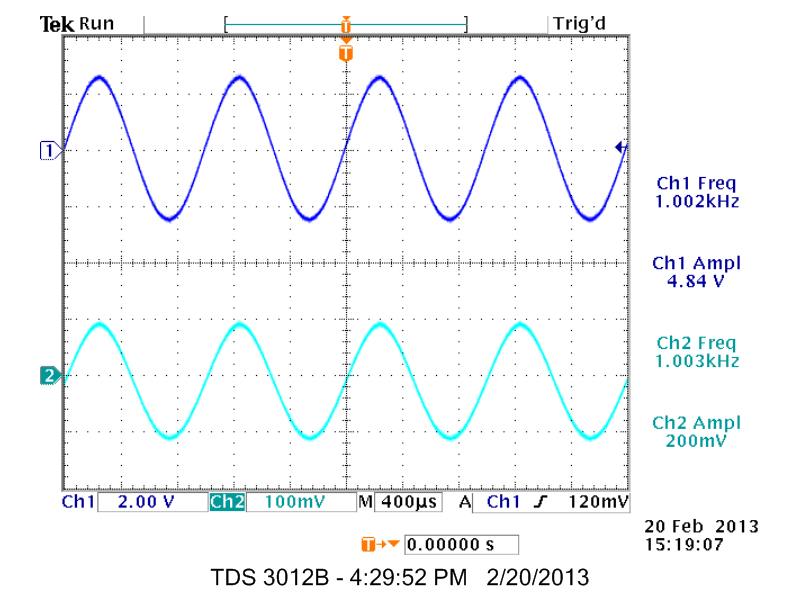 Tek Run Trig'd
T
T
1
Ch1 Freq
1.002kHz
Ch1 Ampl
4.84 V
Ch2 Freq
1.003kHz
2
Ch2 Ampl
200mV
Ch1 2.00 V Ch2 100mV M 400µs A Ch1 120mV
T 0.00000 s
20 Feb 2013
15:19:07
TDS 3012B - 4:29:52 PM 2/20/2013